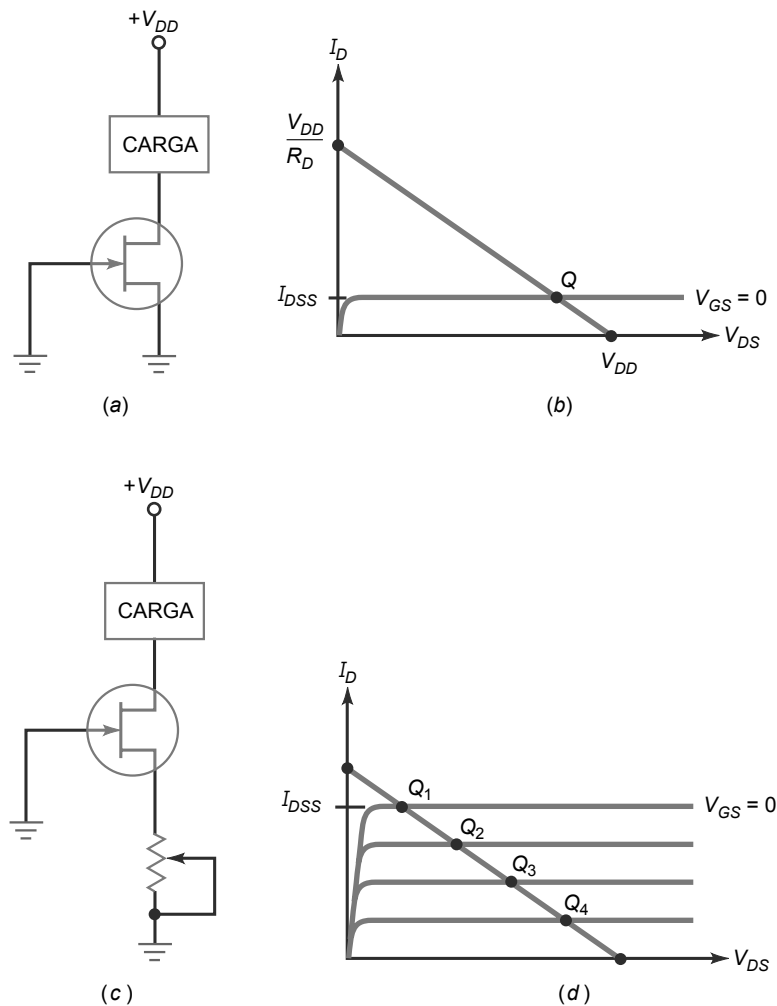 +V_DD
CARGA
(a)
I_D
V_DD
R_D
I_DSS
Q
V_GS = 0
V_DS
V_DD
(b)
+V_DD
CARGA
(c)
I_D
I_DSS
Q_1
Q_2
Q_3
Q_4
V_GS = 0
V_DS
(d)